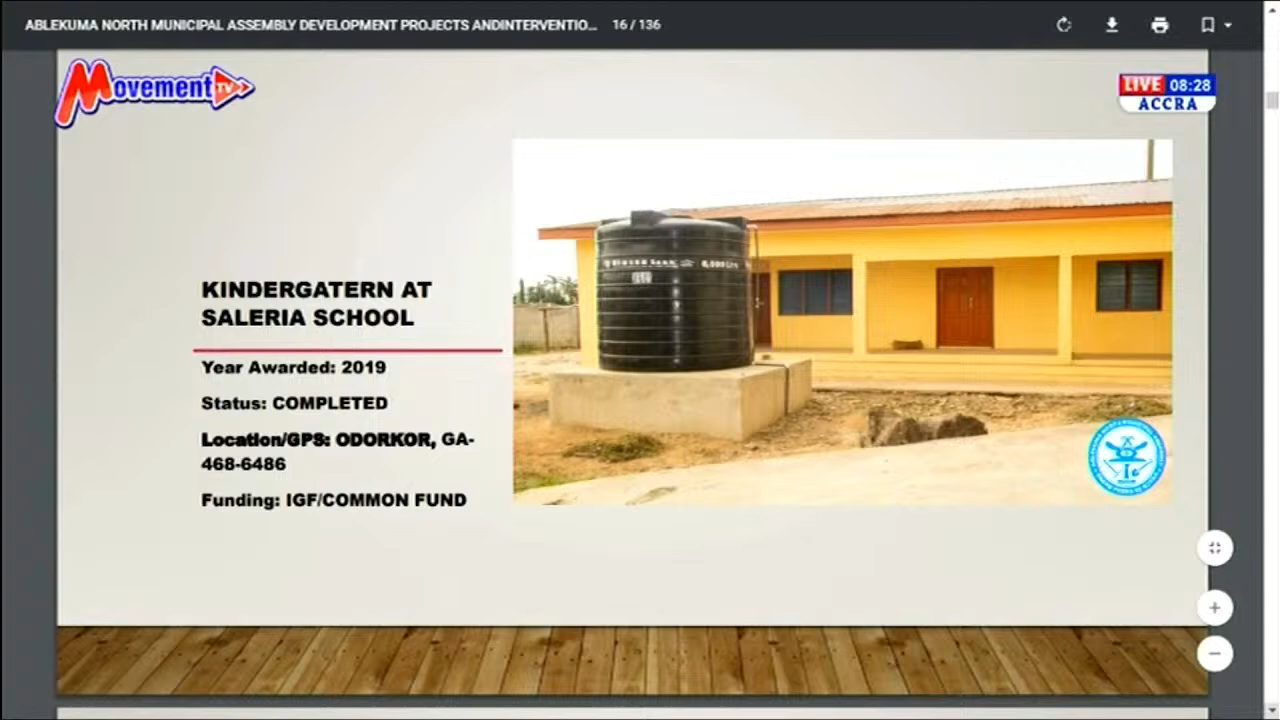 ABLEKUMA NORTH MUNICIPAL ASSEMBLY DEVELOPMENT PROJECTS ANDINTERVENTIO... 16 / 136
Movement TV
LIVE 08:28
ACCRA
KINDERGATERN AT
SALERIA SCHOOL
Year Awarded: 2019
Status: COMPLETED
Location/GPS: ODORKOR, GA-
468-6486
Funding: IGF/COMMON FUND